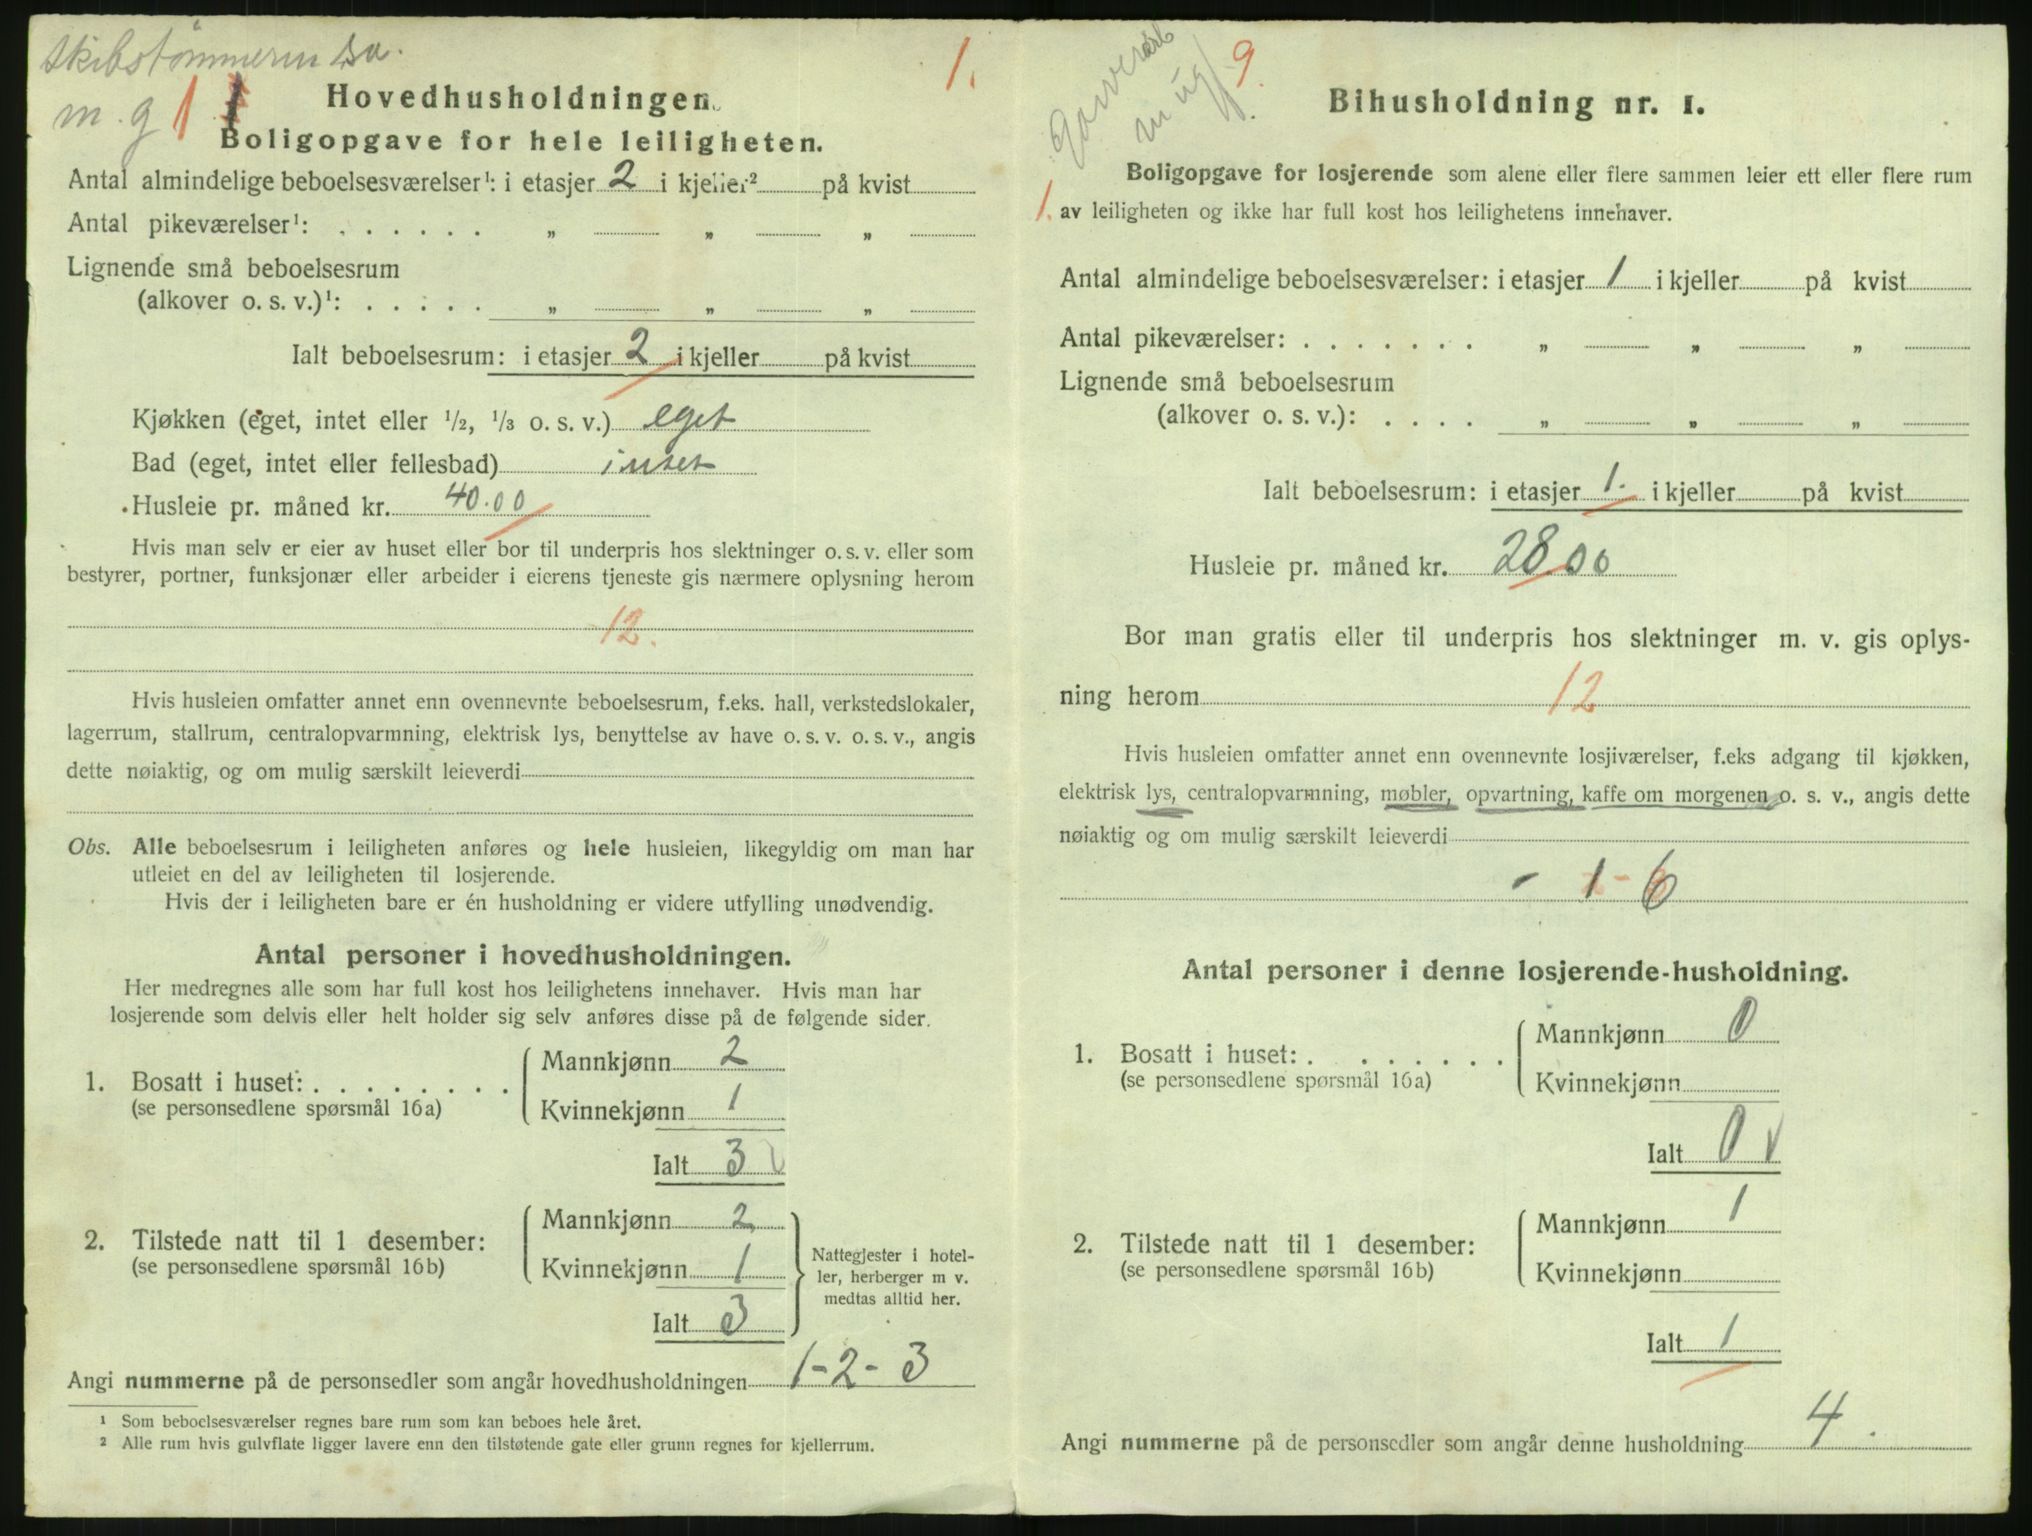 1.
m. g 1 1
Hovedhusholdningen.
Boligopgave for hele leiligheten.
Antal almindelige beboelsesværelser¹: i etasjer 2 i kjeller² på kvist
Antal pikeværelser¹: . . . . . . „ „ „
Lignende små beboelsesrum
(alkover o. s. v.)¹: . . . . . „ „ „
Ialt beboelsesrum: i etasjer 2 i kjeller på kvist
Kjøkken (eget, intet eller 1/2, 1/3 o. s. v.) eget
Bad (eget, intet eller fellesbad) intet
Husleie pr. måned kr. 40.00
Hvis man selv er eier av huset eller bor til underpris hos slektninger o. s. v. eller som
bestyrer, portner, funksjonær eller arbeider i eierens tjeneste gis nærmere oplysning herom
12.
Hvis husleien omfatter annet enn ovennevnte beboelsesrum, f.eks. hall, verkstedslokaler,
lagerrum, stallrum, centralopvarmning, elektrisk lys, benyttelse av have o. s. v. o. s. v., angis
dette nøiaktig, og om mulig særskilt leieverdi
Obs. Alle beboelsesrum i leiligheten anføres og hele husleien, likegyldig om man har
utleiet en del av leiligheten til losjerende.
Hvis der i leiligheten bare er én husholdning er videre utfylling unødvendig.
Antal personer i hovedhusholdningen.
Her medregnes alle som har full kost hos leilighetens innehaver. Hvis man har
losjerende som delvis eller helt holder sig selv anføres disse på de følgende sider.
Mannkjønn 2
1. Bosatt i huset: . . . . . . . .
(se personsedlene spørsmål 16a)
Kvinnekjønn 1
Ialt 3
Mannkjønn 2
2. Tilstede natt til 1 desember:
(se personsedlene spørsmål 16b)
Kvinnekjønn 1
Ialt 3
Nattegjester i hotel-
ler, herberger m v.
medtas alltid her.
Angi nummerne på de personsedler som angår hovedhusholdningen 1-2-3
¹ Som beboelsesværelser regnes bare rum som kan beboes hele året.
² Alle rum hvis gulvflate ligger lavere enn den tilstøtende gate eller grunn regnes for kjellerrum.
m ug 9.
Bihusholdning nr. 1.
Boligopgave for losjerende som alene eller flere sammen leier ett eller flere rum
1. av leiligheten og ikke har full kost hos leilighetens innehaver.
Antal almindelige beboelsesværelser: i etasjer 1 i kjeller på kvist
Antal pikeværelser: . . . . . . . „ „ „
Lignende små beboelsesrum
(alkover o. s. v.): . . . . „ „ „
Ialt beboelsesrum: i etasjer 1. i kjeller på kvist
Husleie pr. måned kr. 28.00
Bor man gratis eller til underpris hos slektninger m. v. gis oplys-
ning herom 12
Hvis husleien omfatter annet enn ovennevnte losjiværelser, f.eks adgang til kjøkken,
elektrisk lys, centralopvarmning, møbler, opvartning, kaffe om morgenen o. s. v., angis dette
nøiaktig og om mulig særskilt leieverdi
- 1 - 6
Antal personer i denne losjerende-husholdning.
Mannkjønn 0
1. Bosatt i huset: . . . . . . .
(se personsedlene spørsmål 16a)
Kvinnekjønn
Ialt 0
Mannkjønn 1
2. Tilstede natt til 1 desember:
(se personsedlene spørsmål 16b)
Kvinnekjønn
Ialt 1
Angi nummerne på de personsedler som angår denne husholdning 4.